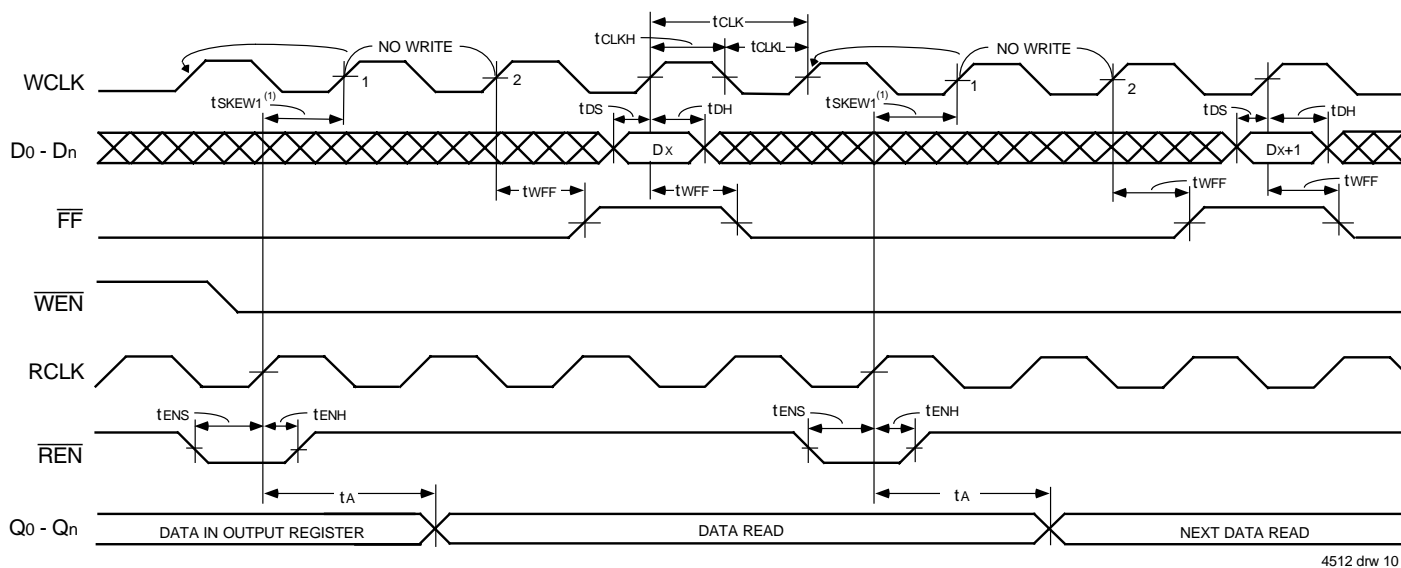 tCLK
tCLKH
tCLKL
NO WRITE
NO WRITE
WCLK
1
2
1
2
tSKEW1(1)
tDS
tDH
tSKEW1(1)
tDS
tDH
D0 - Dn
DX
DX+1
tWFF
tWFF
tWFF
tWFF
FF
WEN
RCLK
tENS
tENH
tENS
tENH
REN
tA
tA
Q0 - Qn
DATA IN OUTPUT REGISTER
DATA READ
NEXT DATA READ
4512 drw 10